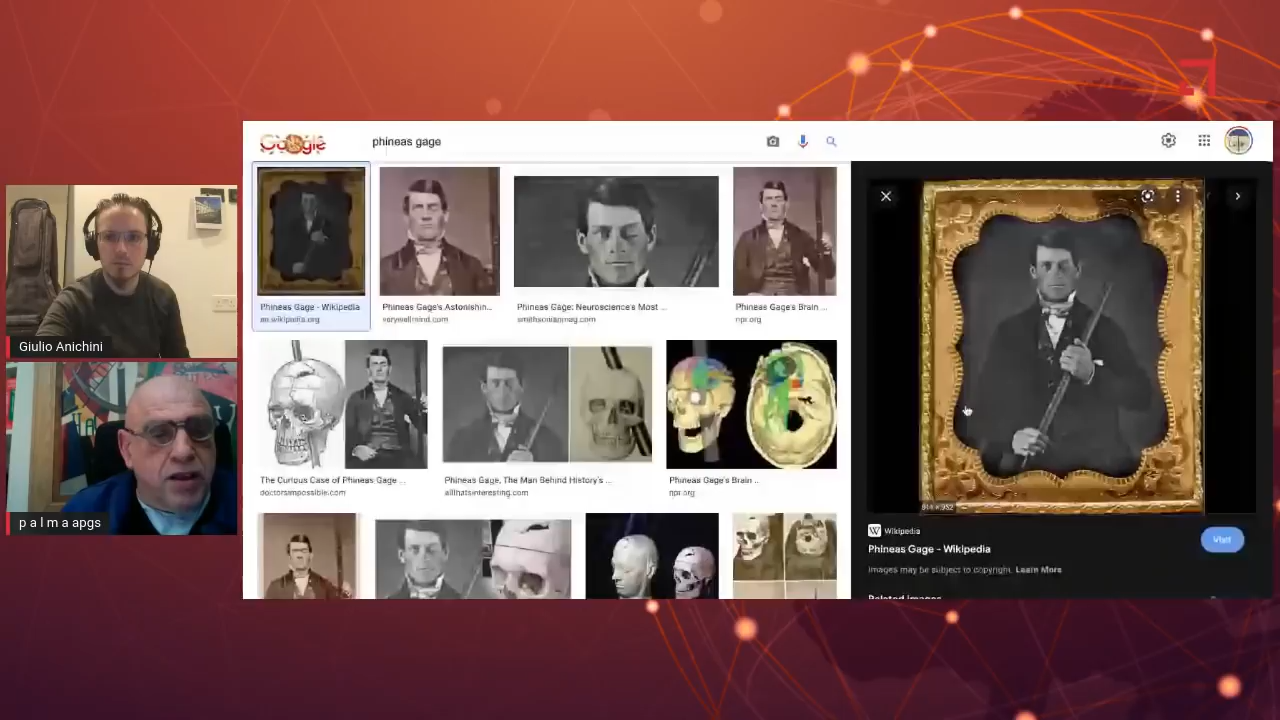 Google
phineas gage
Phineas Gage - Wikipedia
en.wikipedia.org
Phineas Gage's Astonishin...
verywellmind.com
Phineas Gage: Neuroscience's Most ...
smithsonianmag.com
Phineas Gage's Brain ...
npr.org
The Curious Case of Phineas Gage ...
doctorsimpossible.com
Phineas Gage, The Man Behind History's ...
allthatsinteresting.com
Phineas Gage's Brain ..
npr.org
W Wikipedia
Phineas Gage - Wikipedia
Visit
Images may be subject to copyright. Learn More
Related images
Giulio Anichini
p a l m a apgs